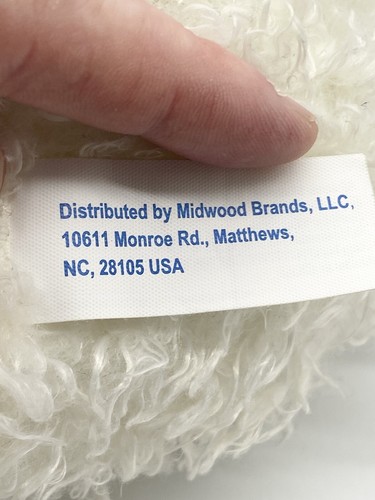 Distributed by Midwood Brands, LLC,
10611 Monroe Rd., Matthews,
NC, 28105 USA